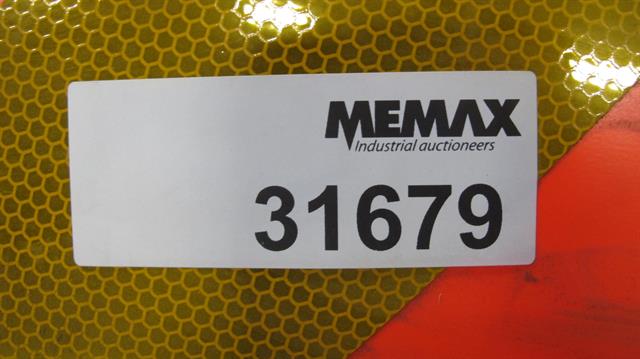 MEMAX
Industrial auctioneers
31679